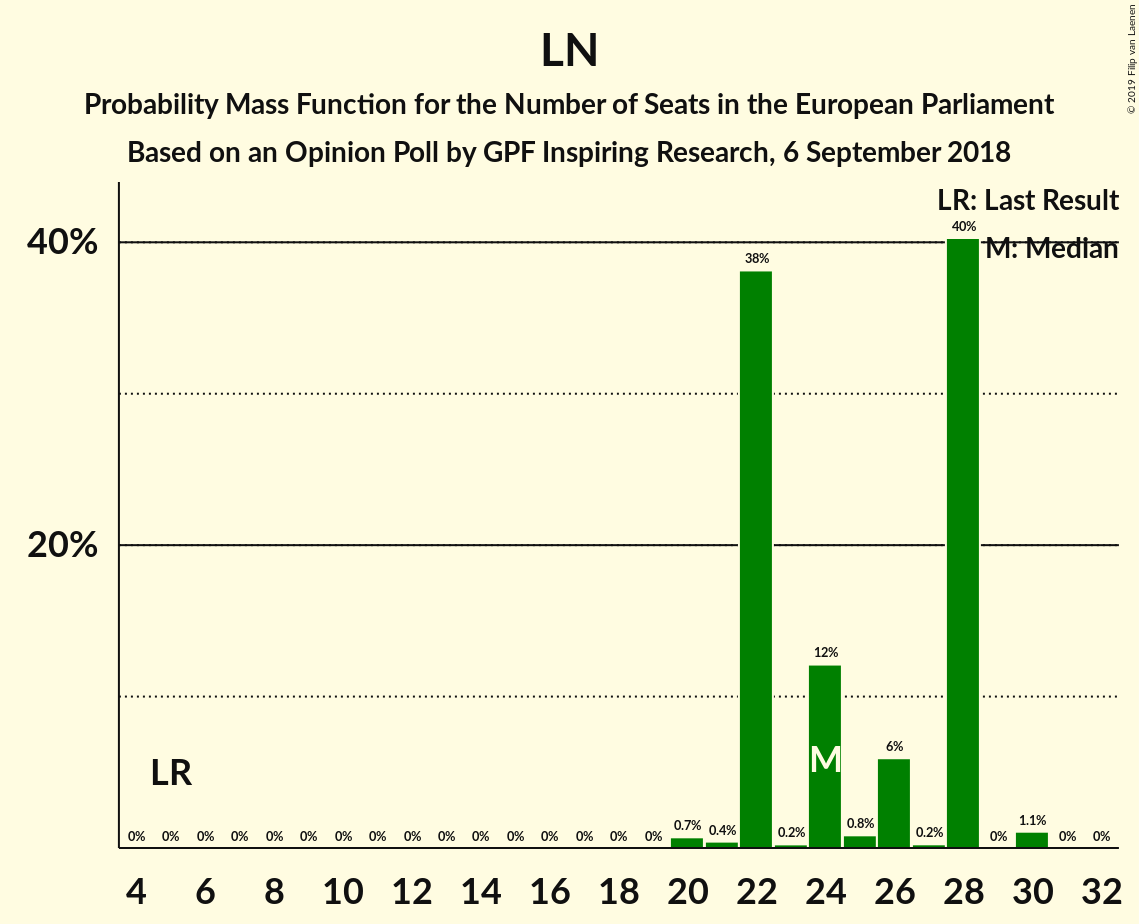 LN
Probability Mass Function for the Number of Seats in the European Parliament
Based on an Opinion Poll by GPF Inspiring Research, 6 September 2018
© 2019 Filip van Laenen
LR: Last Result
M: Median
40%
20%
40%
38%
12%
6%
LR
M
0% 0% 0% 0% 0% 0% 0% 0% 0% 0% 0% 0% 0% 0% 0% 0% 0.7% 0.4% 0.2% 0.8% 0.2% 0% 1.1% 0% 0%
4 6 8 10 12 14 16 18 20 22 24 26 28 30 32